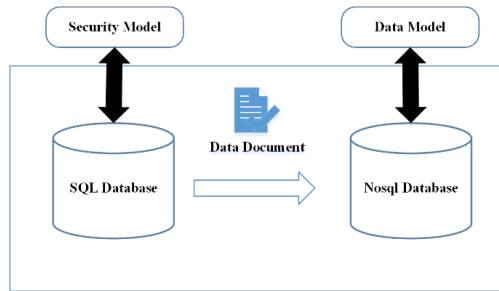 Security Model
Data Model
Data Document
SQL Database
Nosql Database